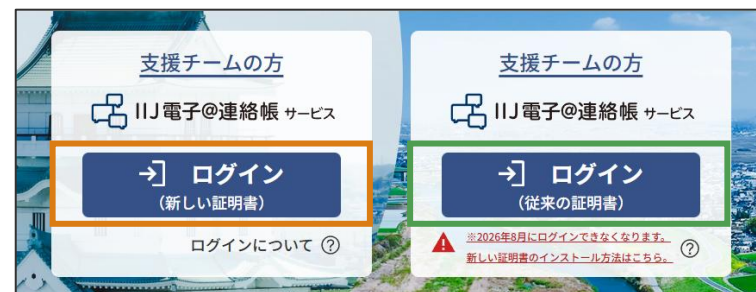 支援チームの方
IIJ電子@連絡帳 サービス
ログイン
(新しい証明書)
ログインについて ?
支援チームの方
IIJ電子@連絡帳 サービス
ログイン
(従来の証明書)
※2026年8月にログインできなくなります。
新しい証明書のインストール方法はこちら。 ?